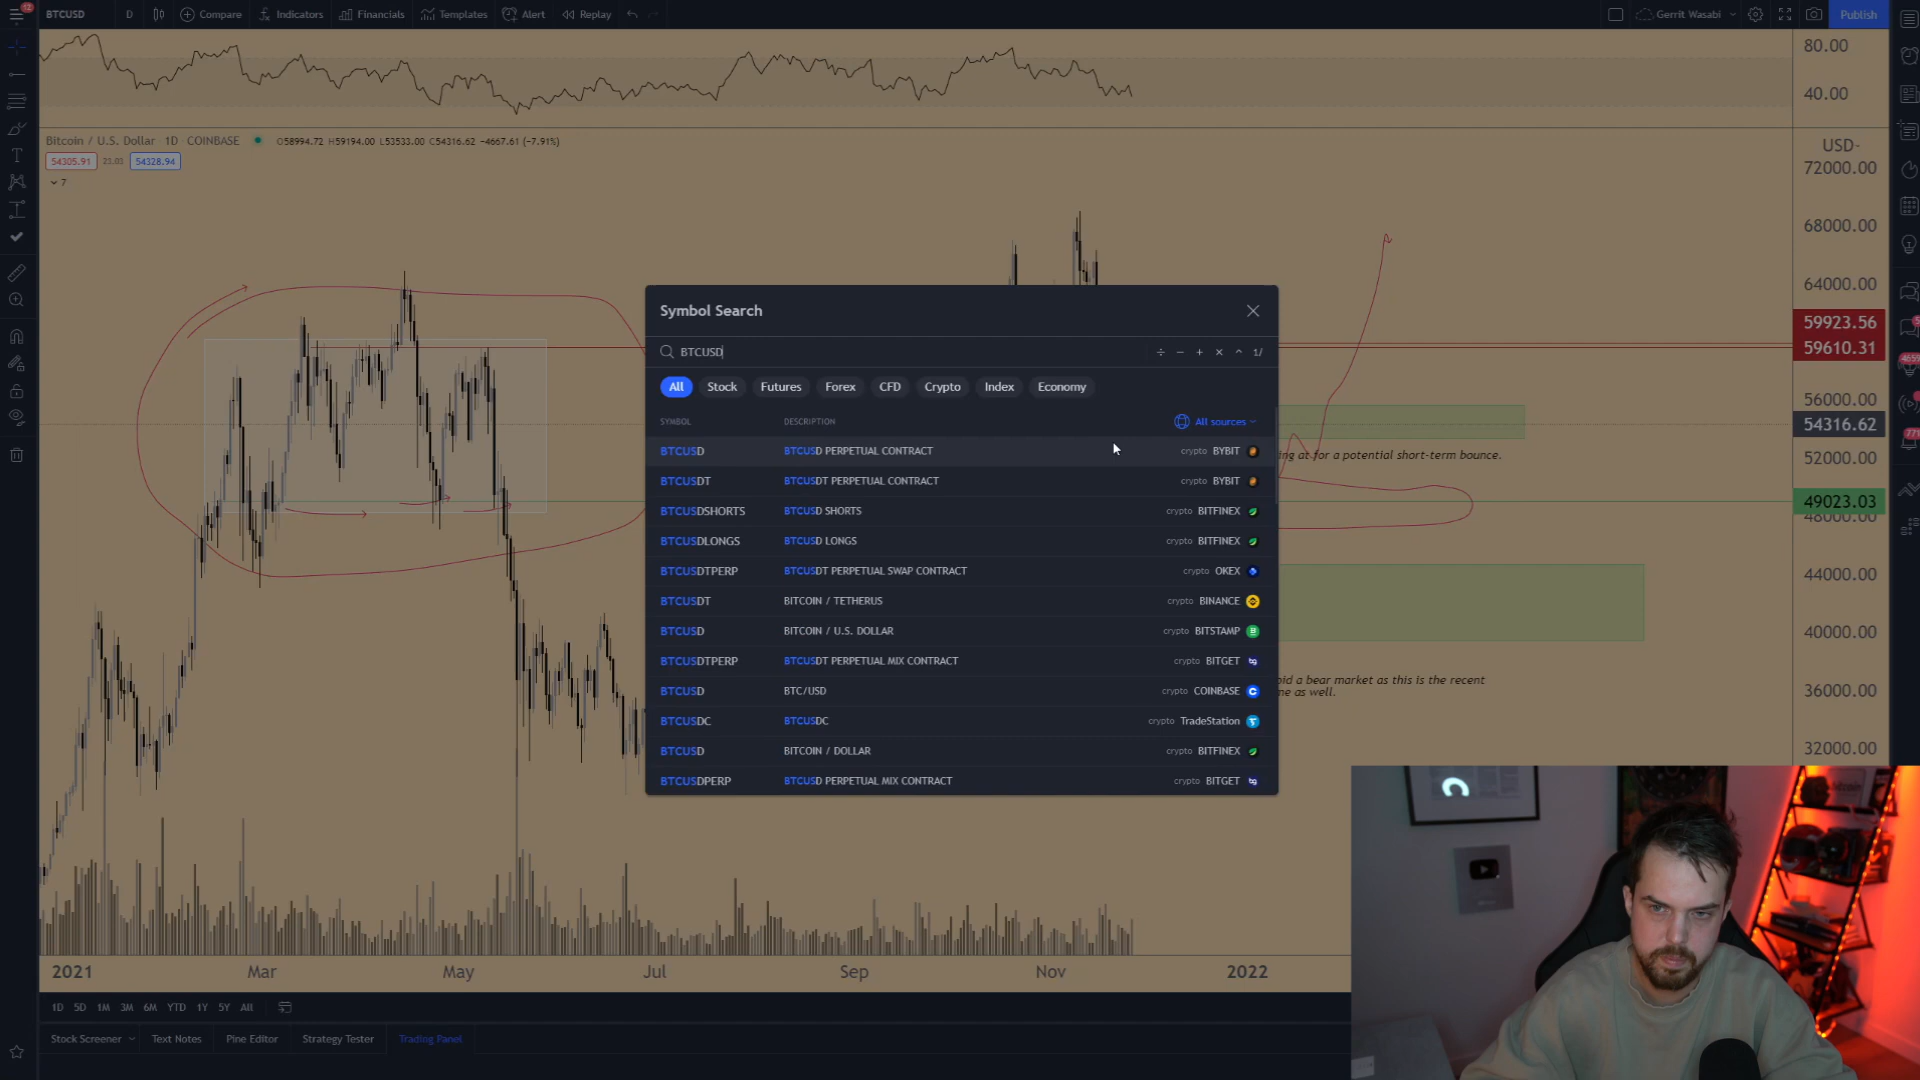 12
BTCUSD D Compare Indicators Financials Templates Alert Replay Gerrit Wasabi Publish
80.00
40.00
Bitcoin / U.S. Dollar 1D COINBASE O58994.72 H59194.00 L53533.00 C54316.62 -4667.61 (-7.91%)
54305.91 23.03 54328.94
7
USD
72000.00
68000.00
64000.00
59923.56
59610.31
56000.00
54316.62
52000.00
49023.03
48000.00
44000.00
40000.00
36000.00
32000.00
Symbol Search
BTCUSD ÷ − + × ^ 1/
All Stock Futures Forex CFD Crypto Index Economy
SYMBOL DESCRIPTION All sources
BTCUSD BTCUSD PERPETUAL CONTRACT crypto BYBIT
BTCUSDT BTCUSDT PERPETUAL CONTRACT crypto BYBIT
BTCUSDSHORTS BTCUSD SHORTS crypto BITFINEX
BTCUSDLONGS BTCUSD LONGS crypto BITFINEX
BTCUSDTPERP BTCUSDT PERPETUAL SWAP CONTRACT crypto OKEX
BTCUSDT BITCOIN / TETHERUS crypto BINANCE
BTCUSD BITCOIN / U.S. DOLLAR crypto BITSTAMP
BTCUSDTPERP BTCUSDT PERPETUAL MIX CONTRACT crypto BITGET
BTCUSD BTC/USD crypto COINBASE
BTCUSDC BTCUSDC crypto TradeStation
BTCUSD BITCOIN / DOLLAR crypto BITFINEX
BTCUSDPERP BTCUSD PERPETUAL MIX CONTRACT crypto BITGET
ing at for a potential short-term bounce.
oid a bear market as this is the recent
me as well.
2021 Mar May Jul Sep Nov 2022
1D 5D 1M 3M 6M YTD 1Y 5Y All
Stock Screener Text Notes Pine Editor Strategy Tester Trading Panel